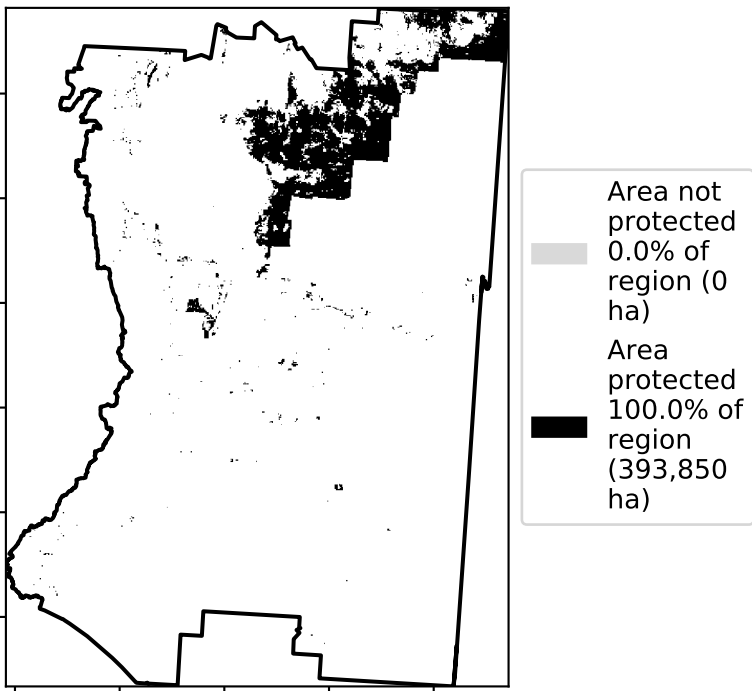 Area not
protected
0.0% of
region (0
ha)
Area
protected
100.0% of
region
(393,850
ha)